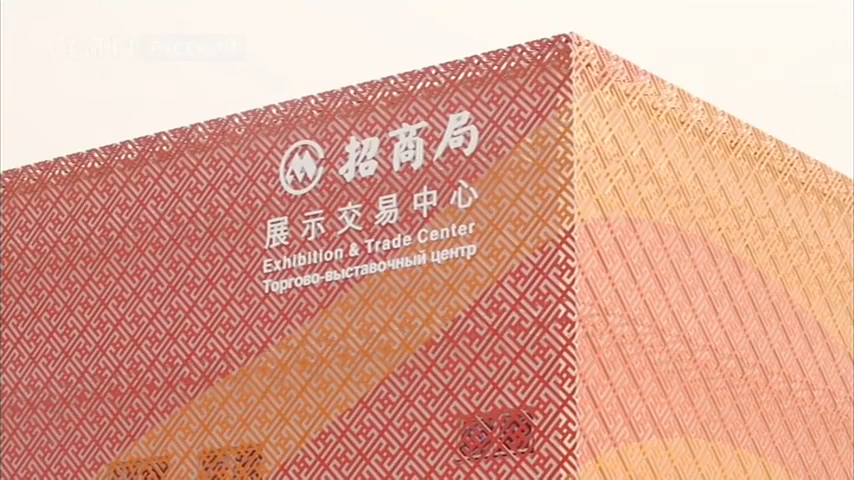 招商局
展示交易中心
Exhibition & Trade Center
Торгово-выставочный центр